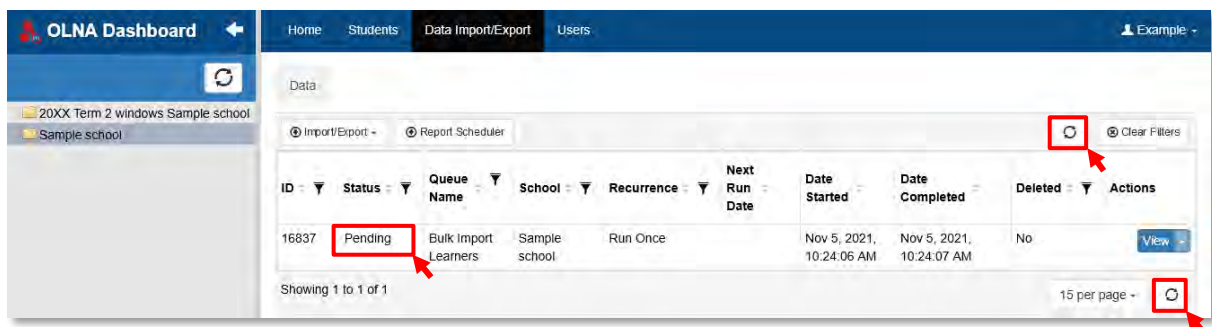 OLNA Dashboard
Home Students Data Import/Export Users Example
20XX Term 2 windows Sample school
Sample school
Data
Import/Export Report Scheduler Clear Filters
ID Status Queue Name School Recurrence Next Run Date Date Started Date Completed Deleted Actions
16837 Pending Bulk Import Learners Sample school Run Once Nov 5, 2021, 10:24:06 AM Nov 5, 2021, 10:24:07 AM No View
Showing 1 to 1 of 1 15 per page